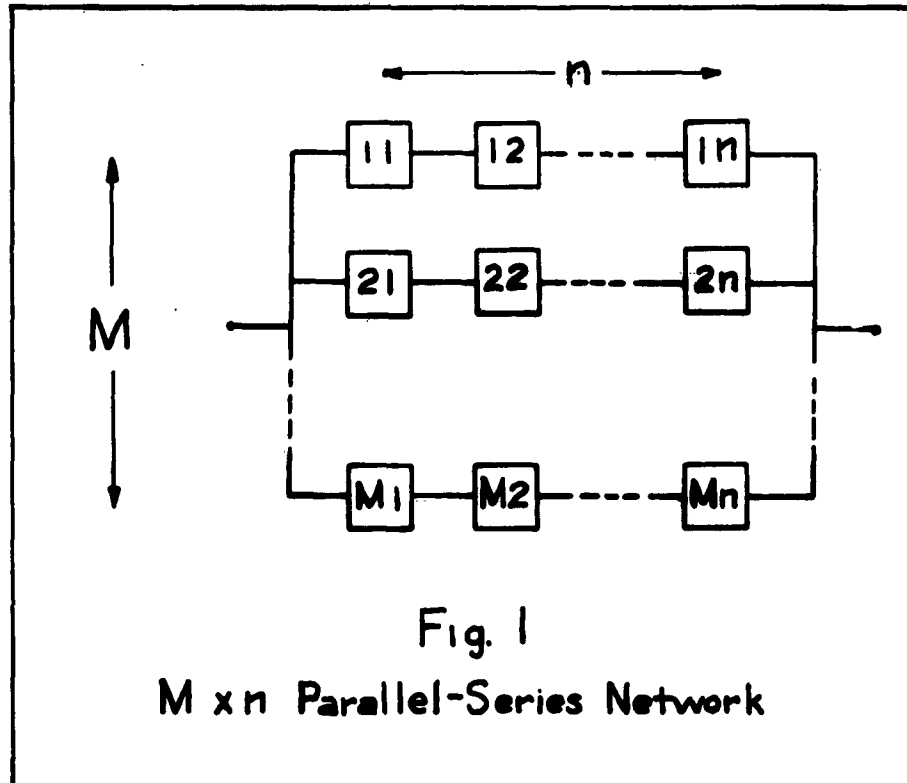 n
11 12 1n
21 22 2n
M
M1 M2 Mn
Fig. 1
M x n Parallel-Series Network